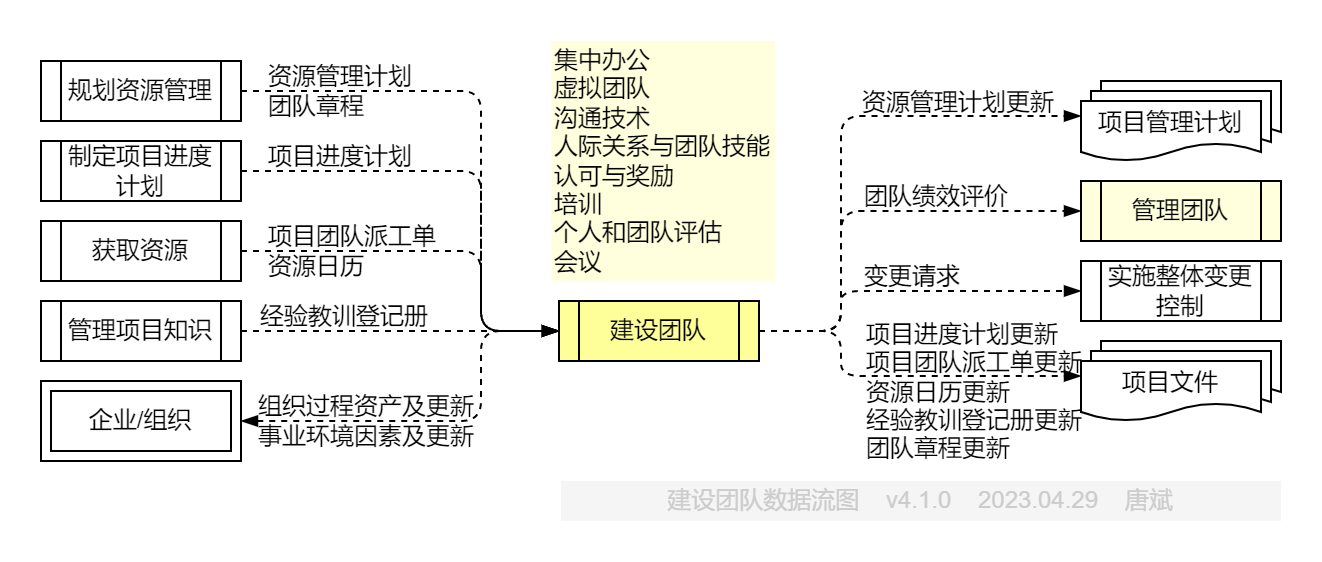 规划资源管理
资源管理计划
团队章程
制定项目进度
计划
项目进度计划
获取资源
项目团队派工单
资源日历
管理项目知识
经验教训登记册
企业/组织
组织过程资产及更新
事业环境因素及更新
集中办公
虚拟团队
沟通技术
人际关系与团队技能
认可与奖励
培训
个人和团队评估
会议
建设团队
资源管理计划更新
项目管理计划
团队绩效评价
管理团队
变更请求
实施整体变更
控制
项目进度计划更新
项目团队派工单更新
资源日历更新
经验教训登记册更新
团队章程更新
项目文件
建设团队数据流图 v4.1.0 2023.04.29 唐斌